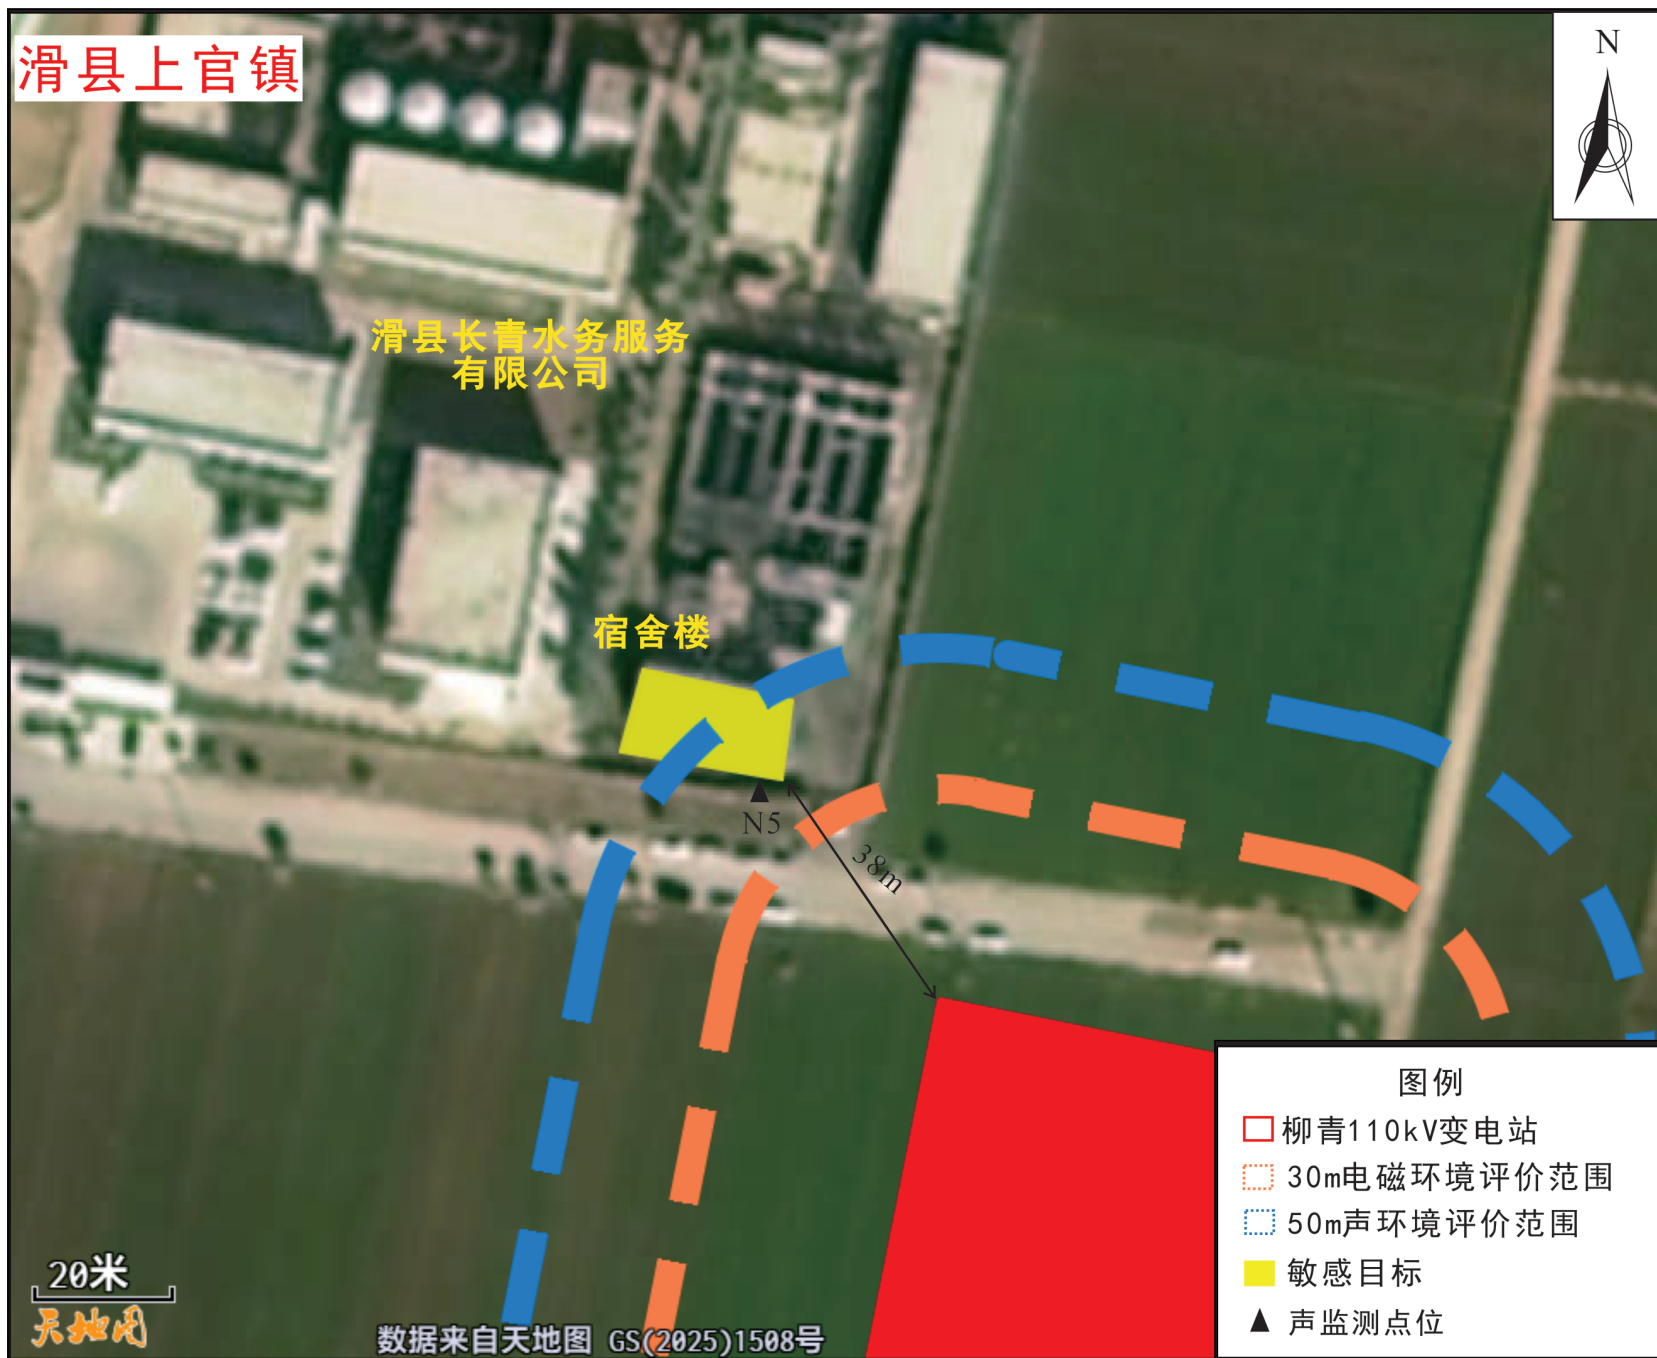 滑县上官镇
N
滑县长青水务服务
有限公司
宿舍楼
N5
38m
图例
柳青110kV变电站
30m电磁环境评价范围
50m声环境评价范围
敏感目标
声监测点位
20米
天地图
数据来自天地图 GS(2025)1508号